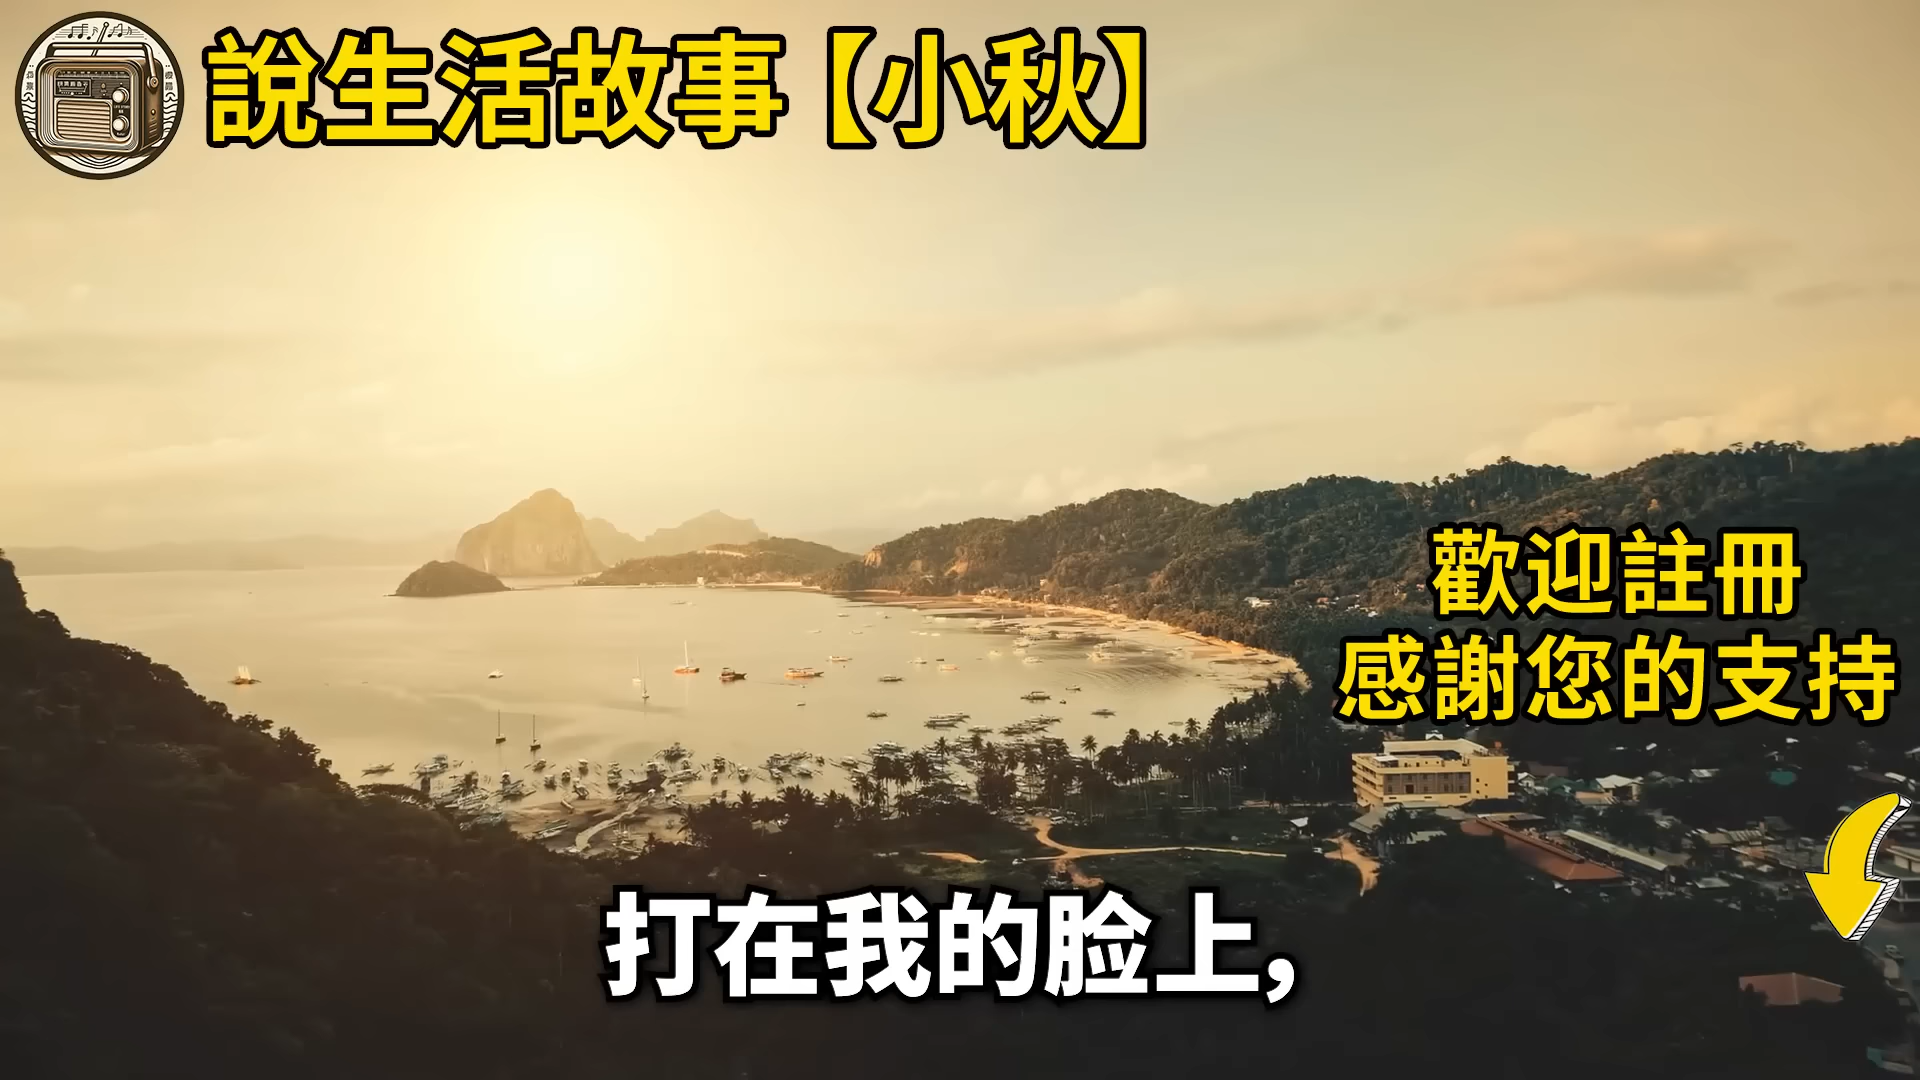 說生活故事【小秋】
歡迎註冊
感謝您的支持
打在我的脸上,